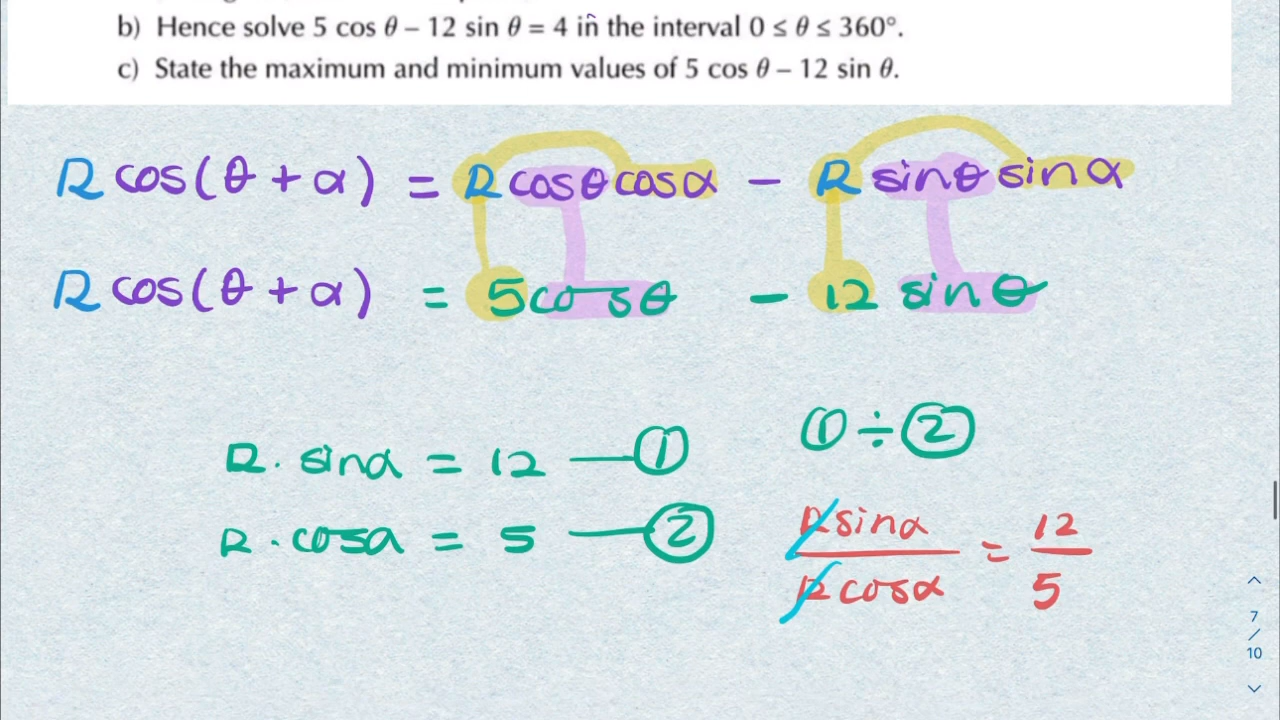 b) Hence solve 5 cos θ – 12 sin θ = 4 in the interval 0 ≤ θ ≤ 360°.
c) State the maximum and minimum values of 5 cos θ – 12 sin θ.
R cos(θ + α) = R cosθ cosα – R sinθ sinα
R cos(θ + α) = 5cosθ – 12 sinθ
① ÷ ②
R. sinα = 12 —①
R. cosα = 5 —②
Rsinα = 12
Rcosα 5
7
/
10